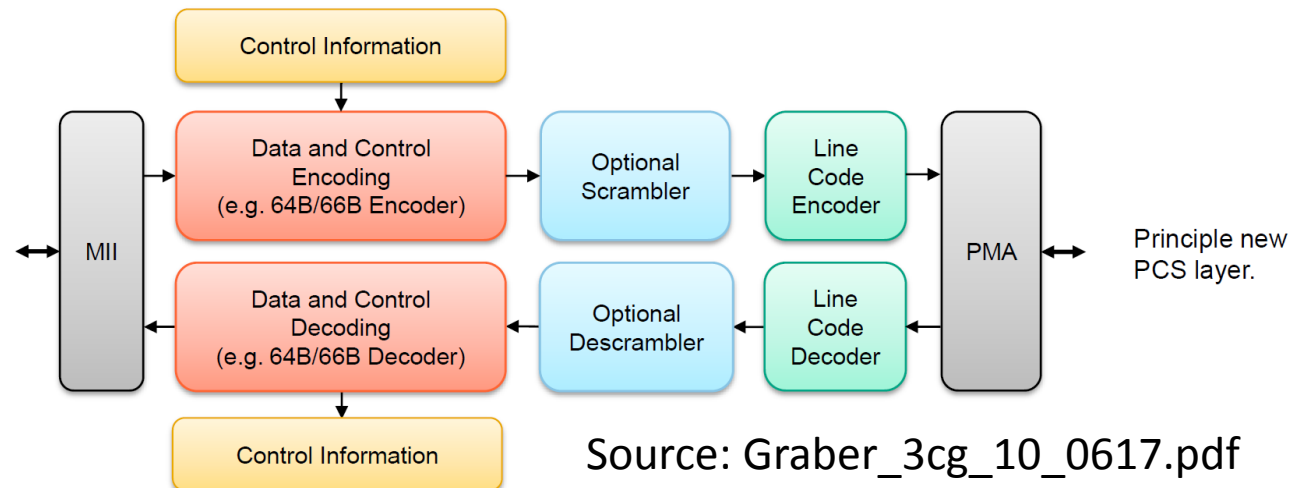 Control Information
Data and Control
Encoding
(e.g. 64B/66B Encoder)
Optional
Scrambler
Line
Code
Encoder
MII
PMA
Principle new
PCS layer.
Data and Control
Decoding
(e.g. 64B/66B Decoder)
Optional
Descrambler
Line
Code
Decoder
Control Information
Source: Graber_3cg_10_0617.pdf